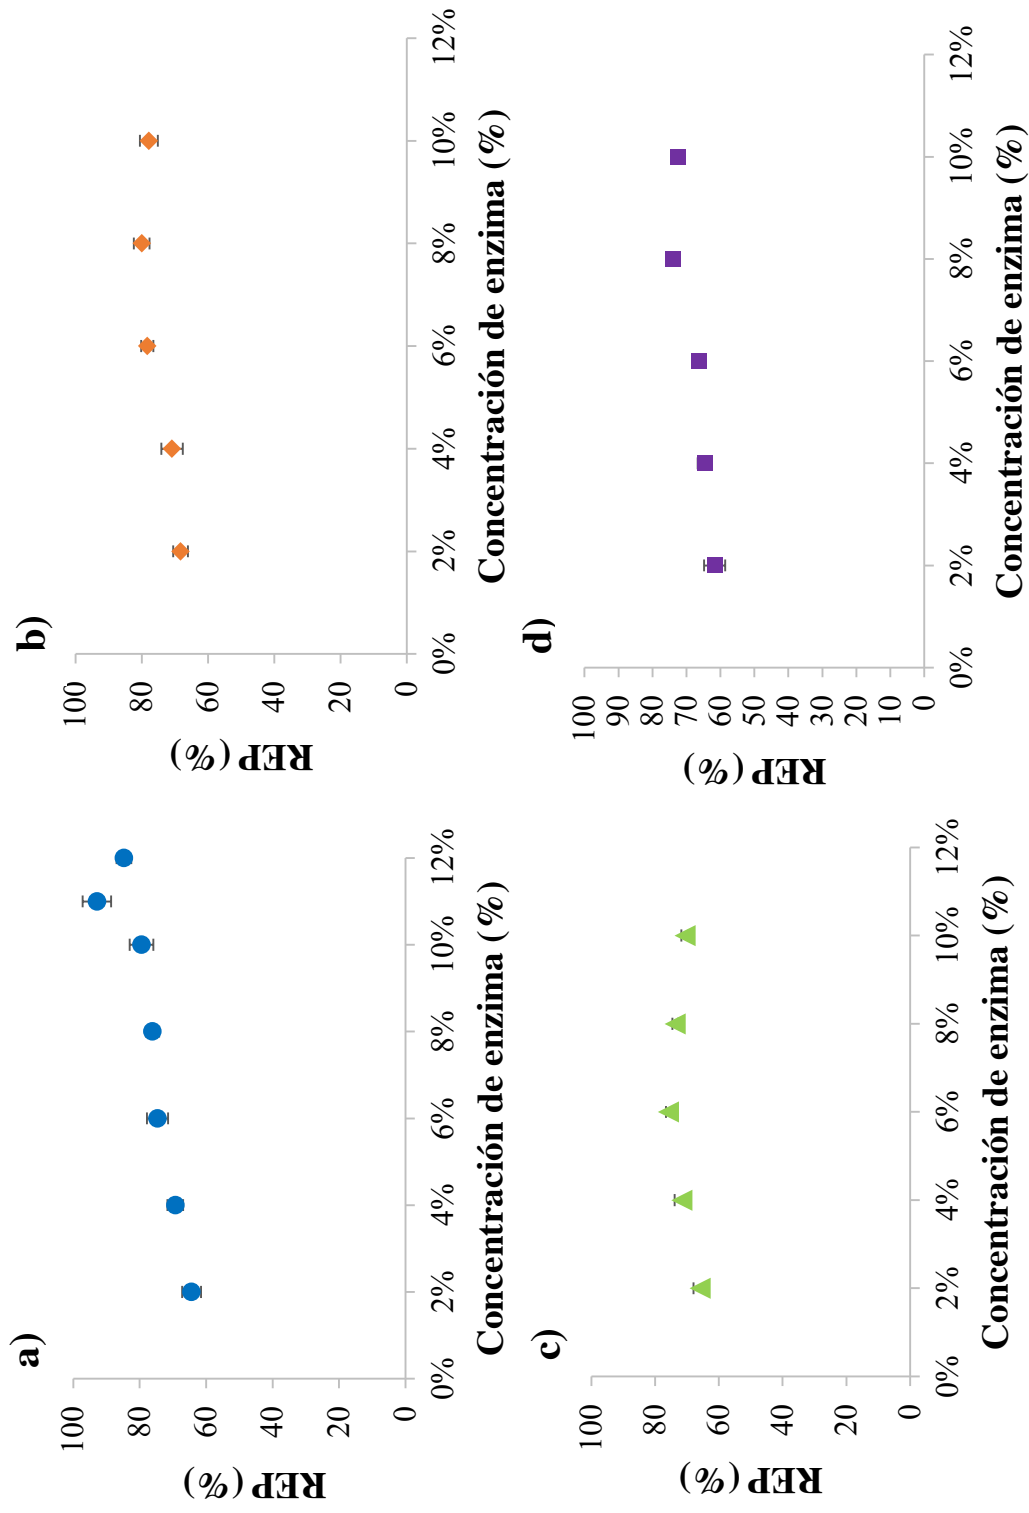 a)
100
80
60
40
20
0
REP (%)
0% 2% 4% 6% 8% 10% 12%
Concentración de enzima (%)
b)
100
80
60
40
20
0
REP (%)
0% 2% 4% 6% 8% 10% 12%
Concentración de enzima (%)
c)
100
80
60
40
20
0
REP (%)
0% 2% 4% 6% 8% 10% 12%
Concentración de enzima (%)
d)
100
90
80
70
60
50
40
30
20
10
0
REP (%)
0% 2% 4% 6% 8% 10% 12%
Concentración de enzima (%)